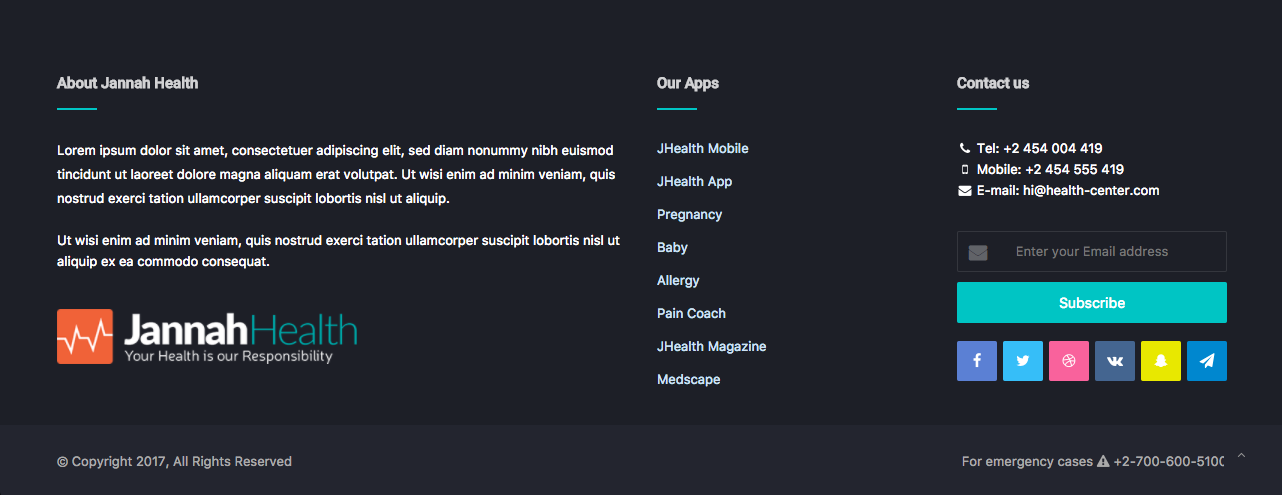 About Jannah Health
Lorem ipsum dolor sit amet, consectetuer adipiscing elit, sed diam nonummy nibh euismod
tincidunt ut laoreet dolore magna aliquam erat volutpat. Ut wisi enim ad minim veniam, quis
nostrud exerci tation ullamcorper suscipit lobortis nisl ut aliquip.
Ut wisi enim ad minim veniam, quis nostrud exerci tation ullamcorper suscipit lobortis nisl ut
aliquip ex ea commodo consequat.
JannahHealth
Your Health is our Responsibility
Our Apps
JHealth Mobile
JHealth App
Pregnancy
Baby
Allergy
Pain Coach
JHealth Magazine
Medscape
Contact us
Tel: +2 454 004 419
Mobile: +2 454 555 419
E-mail: hi@health-center.com
Enter your Email address
Subscribe
© Copyright 2017, All Rights Reserved
For emergency cases +2-700-600-5100